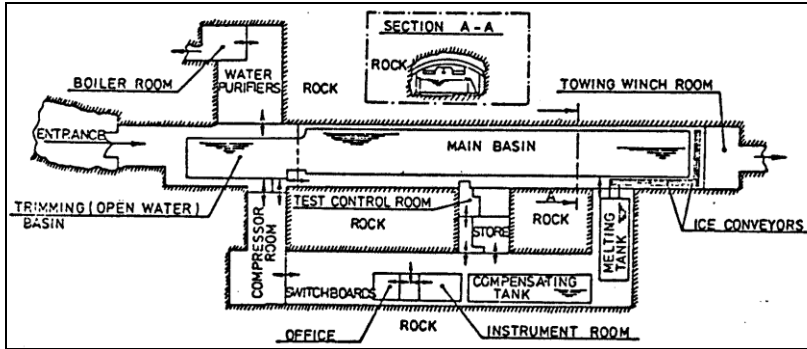 SECTION A-A
ROCK
BOILER ROOM
WATER
PURIFIERS
ROCK
TOWING WINCH ROOM
ENTRANCE
MAIN BASIN
TRIMMING (OPEN WATER)
BASIN
COMPRESSOR
ROOM
TEST CONTROL ROOM
ROCK
STORE
A
ROCK
MELTING
TANK
ICE CONVEYORS
SWITCHBOARDS
COMPENSATING
TANK
OFFICE
ROCK
INSTRUMENT ROOM